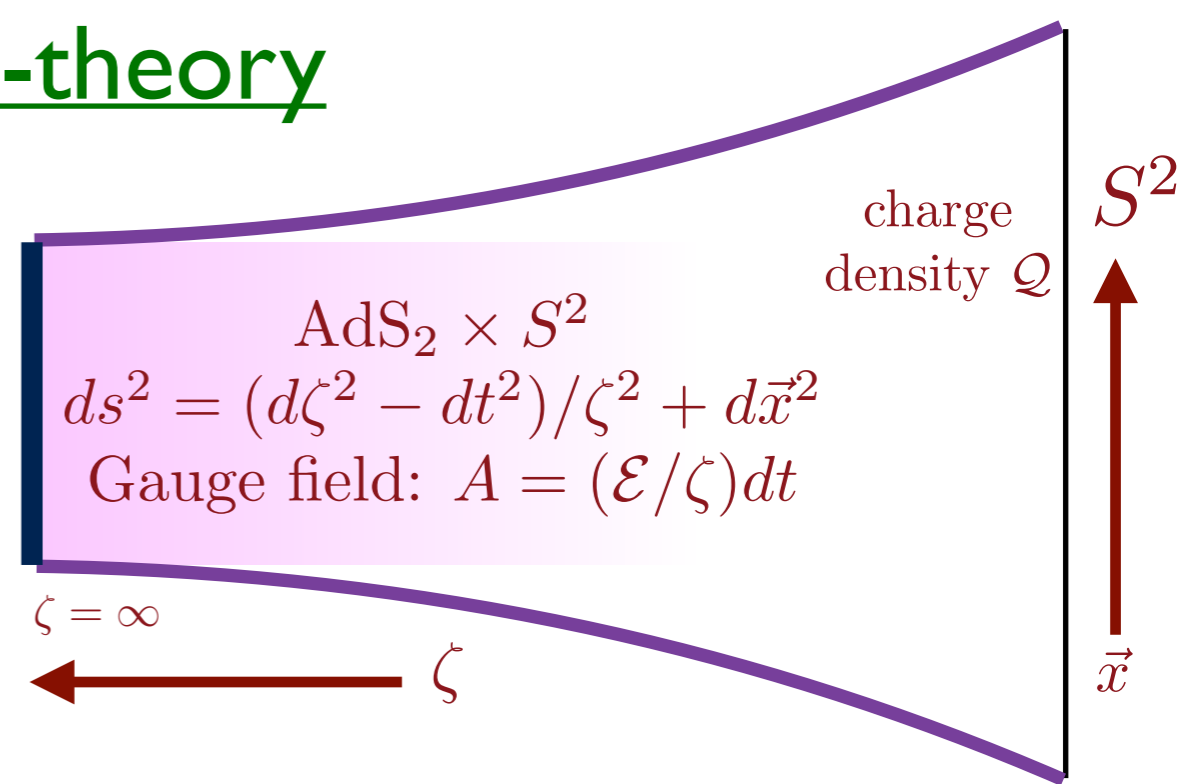 -theory
S²
charge
density 𝒬
AdS₂ × S²
ds² = (dζ² − dt²)/ζ² + dx⃗²
Gauge field: A = (ℰ/ζ)dt
ζ = ∞
ζ
x⃗